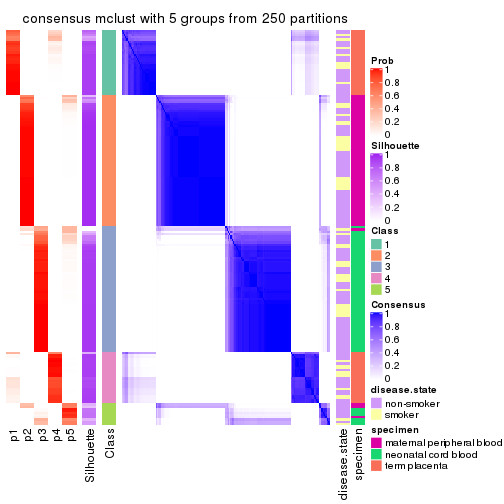 consensus mclust with 5 groups from 250 partitions
Prob
1
0.8
0.6
0.4
0.2
0
Silhouette
1
0.8
0.6
0.4
0.2
0
Class
1
2
3
4
5
Consensus
1
0.8
0.6
0.4
0.2
0
disease.state
non-smoker
smoker
specimen
maternal peripheral blood
neonatal cord blood
term placenta
p1
p2
p3
p4
p5
Silhouette
Class
disease.state
specimen